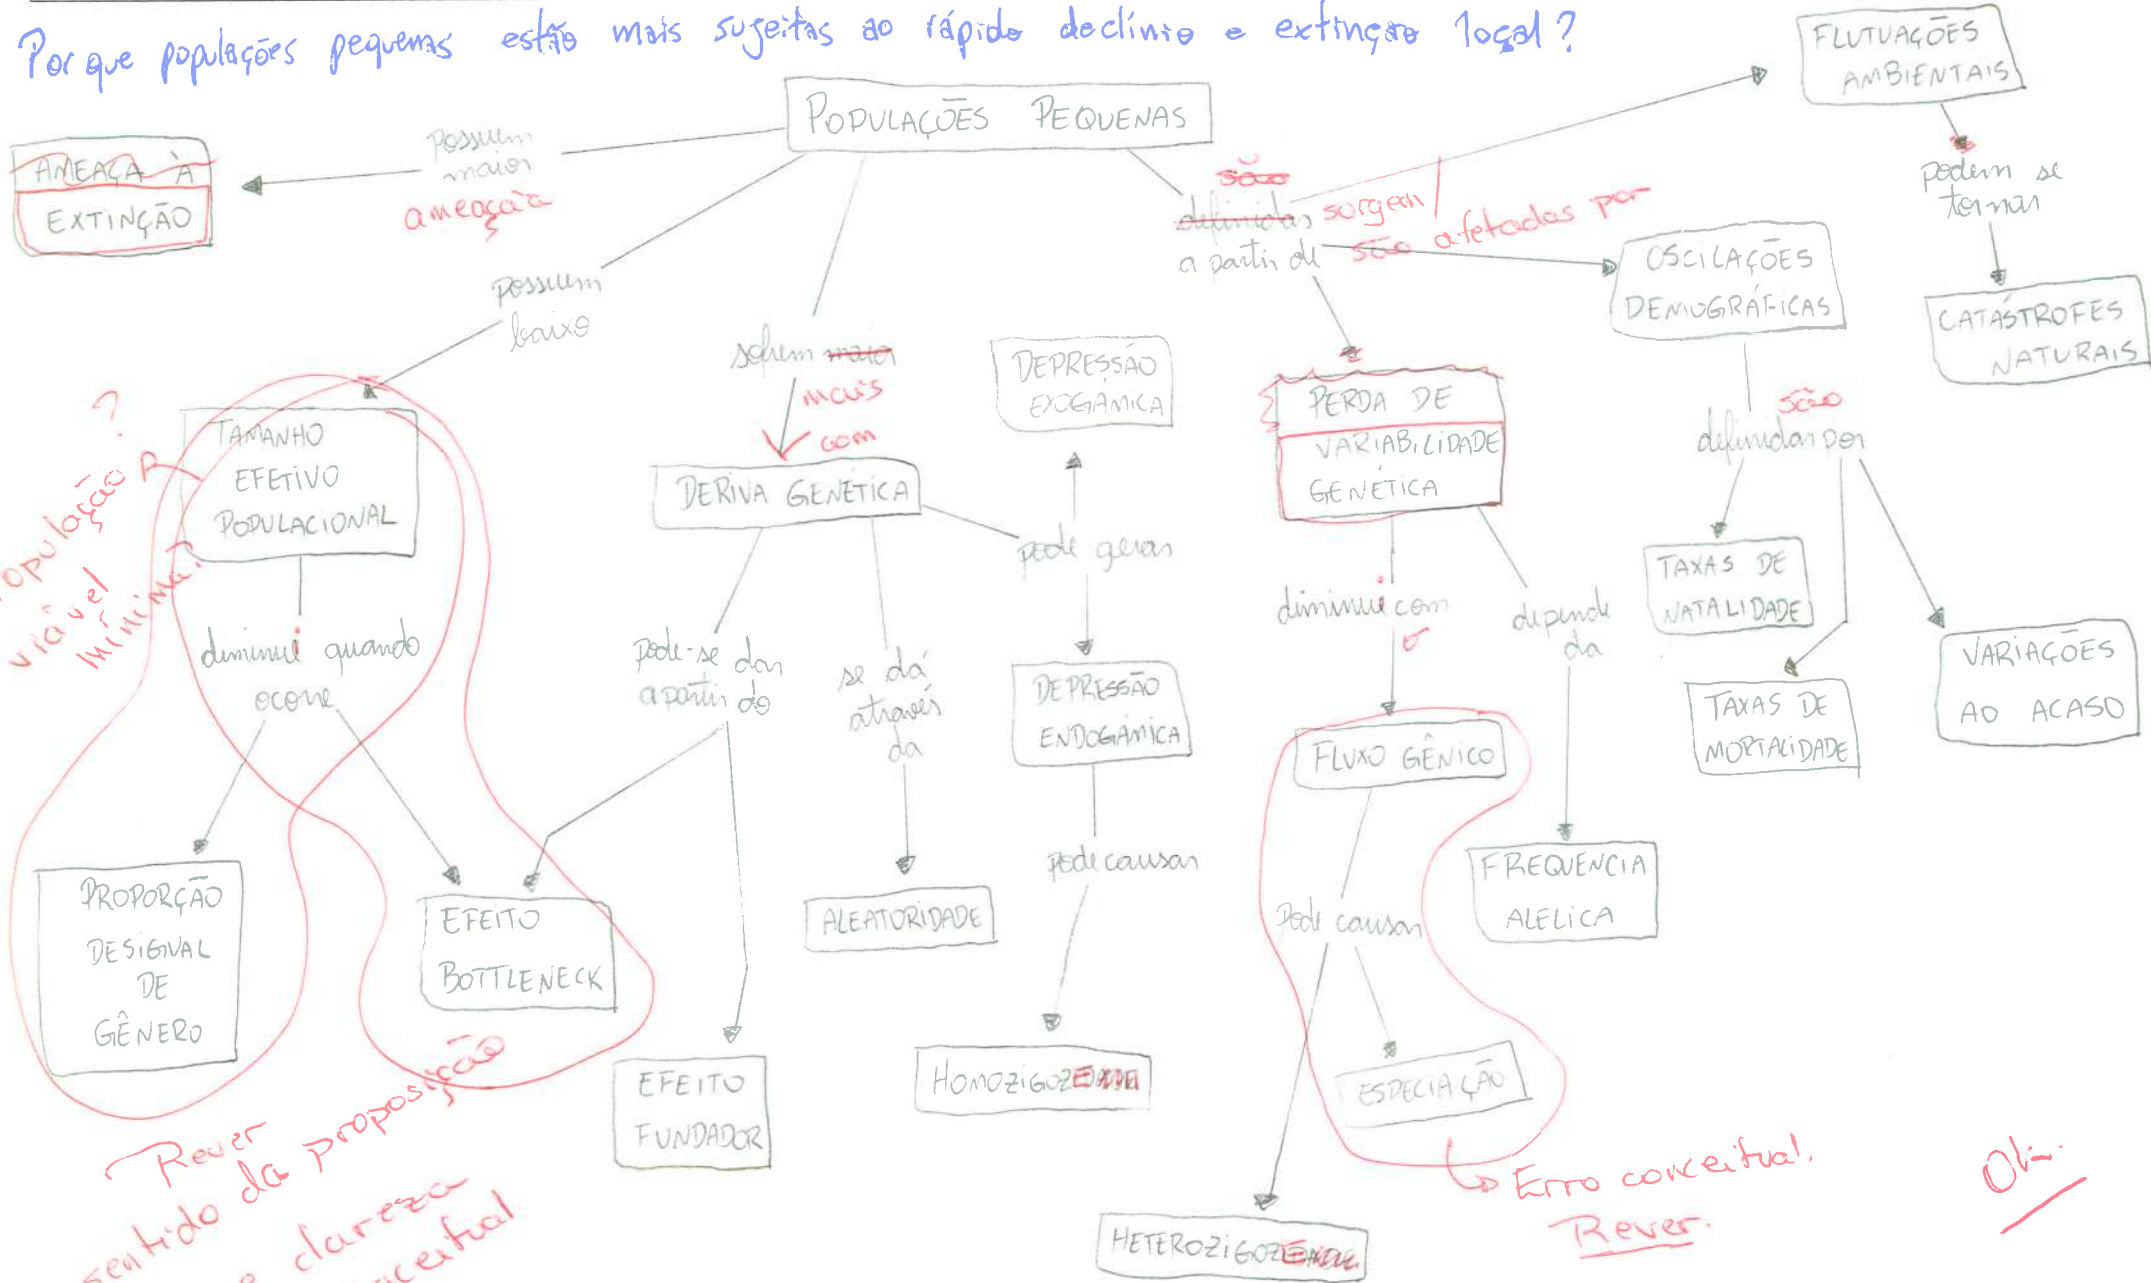 Por que populações pequenas estão mais sujeitas ao rápido declínio e extinção local?
POPULAÇÕES PEQUENAS
FLUTUAÇÕES
AMBIENTAIS
podem se
tornar
CATÁSTROFES
NATURAIS
possuem
maior
ameaça à
AMEAÇA À
EXTINÇÃO
possuem
baixo
TAMANHO
EFETIVO
POPULACIONAL
?
opulação
viável
mínima?
diminui quando
ocorre
PROPORÇÃO
DESIGUAL
DE
GÊNERO
EFEITO
BOTTLENECK
sofrem maior
mais
com
DERIVA GENÉTICA
pode-se dar
a partir do
EFEITO
FUNDADOR
se dá
através
da
ALEATORIDADE
pode gerar
DEPRESSÃO
EXOGÂMICA
DEPRESSÃO
ENDOGÂMICA
pode causar
HOMOZIGOZE
são
definidas surgem
a partir de são afetadas por
PERDA DE
VARIABILIDADE
GENÉTICA
diminui com
o
FLUXO GÊNICO
pode causar
ESPECIAÇÃO
HETEROZIGOZE
depende
da
FREQUENCIA
ALELICA
OSCILAÇÕES
DEMOGRÁFICAS
são
definidas por
TAXAS DE
NATALIDADE
TAXAS DE
MORTALIDADE
VARIAÇÕES
AO ACASO
Rever
sentido da proposição
e clareza
ceitual
Erro conceitual.
Rever.